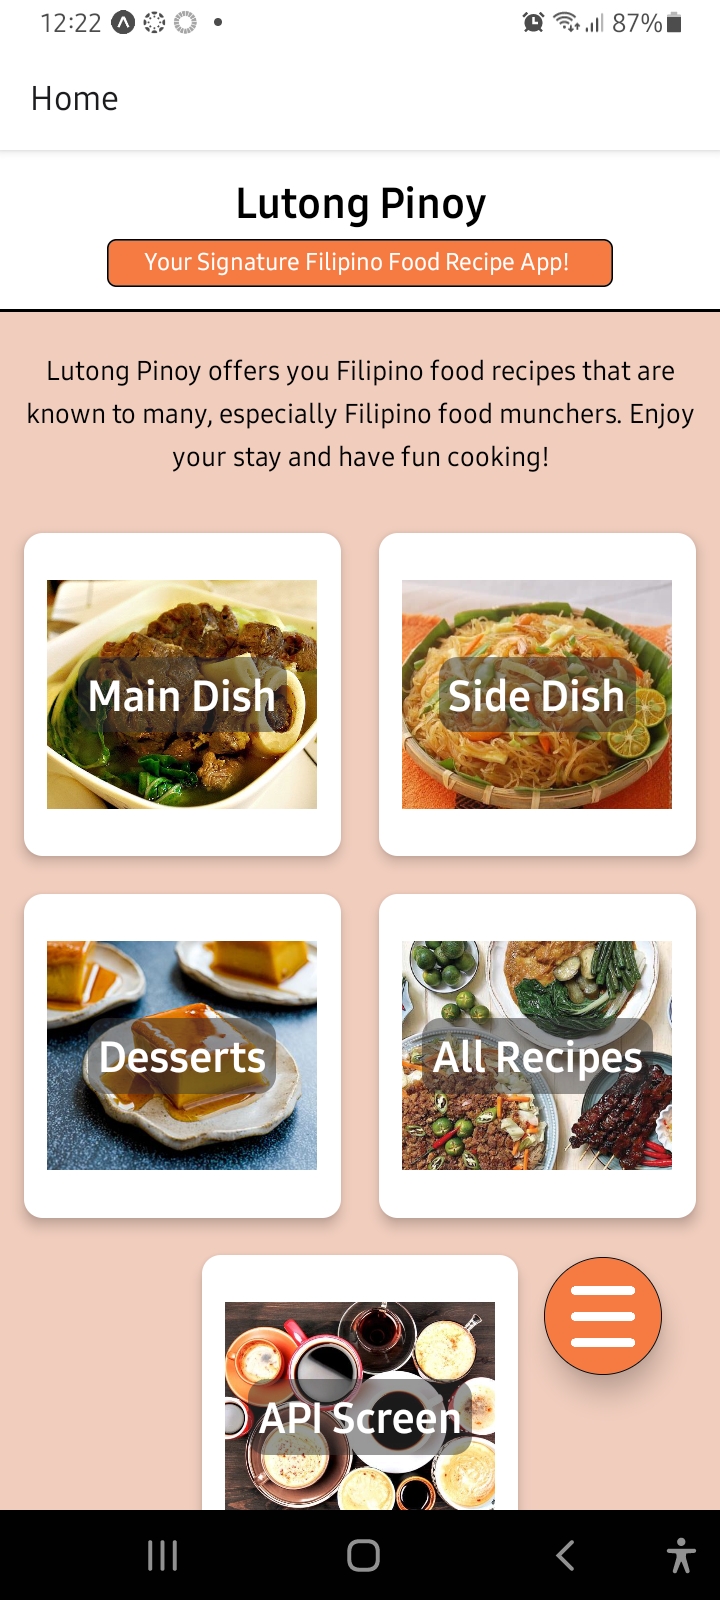 12:22
87%
Home
Lutong Pinoy
Your Signature Filipino Food Recipe App!
Lutong Pinoy offers you Filipino food recipes that are
known to many, especially Filipino food munchers. Enjoy
your stay and have fun cooking!
Main Dish
Side Dish
Desserts
All Recipes
API Screen